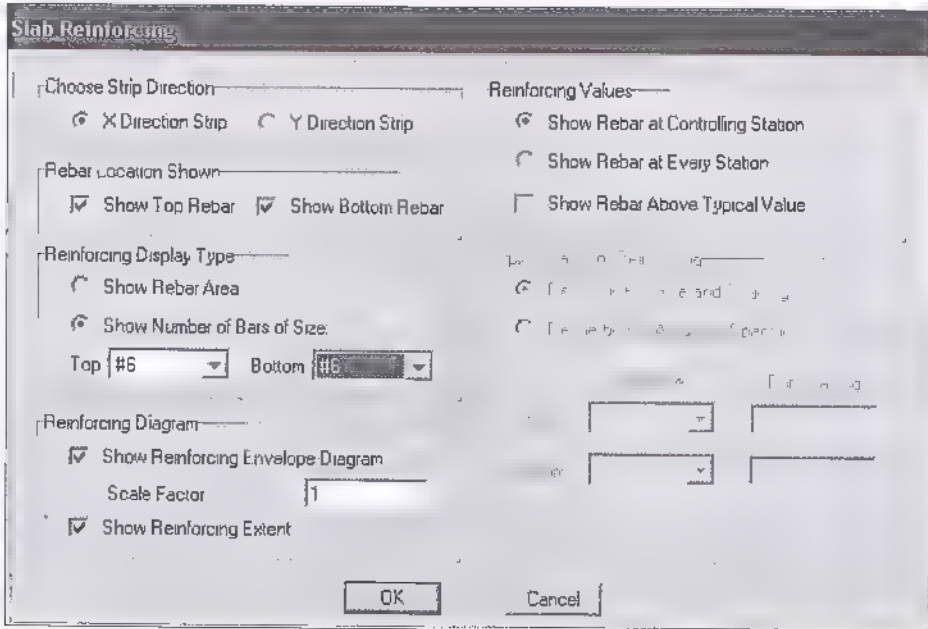 Slab Reinforcing
Choose Strip Direction
X Direction Strip Y Direction Strip
Rebar Location Shown
Show Top Rebar Show Bottom Rebar
Reinforcing Display Type
Show Rebar Area
Show Number of Bars of Size:
Top #6 Bottom #6
Reinforcing Diagram
Show Reinforcing Envelope Diagram
Scale Factor 1
Show Reinforcing Extent
Reinforcing Values
Show Rebar at Controlling Station
Show Rebar at Every Station
Show Rebar Above Typical Value
and
OK Cancel